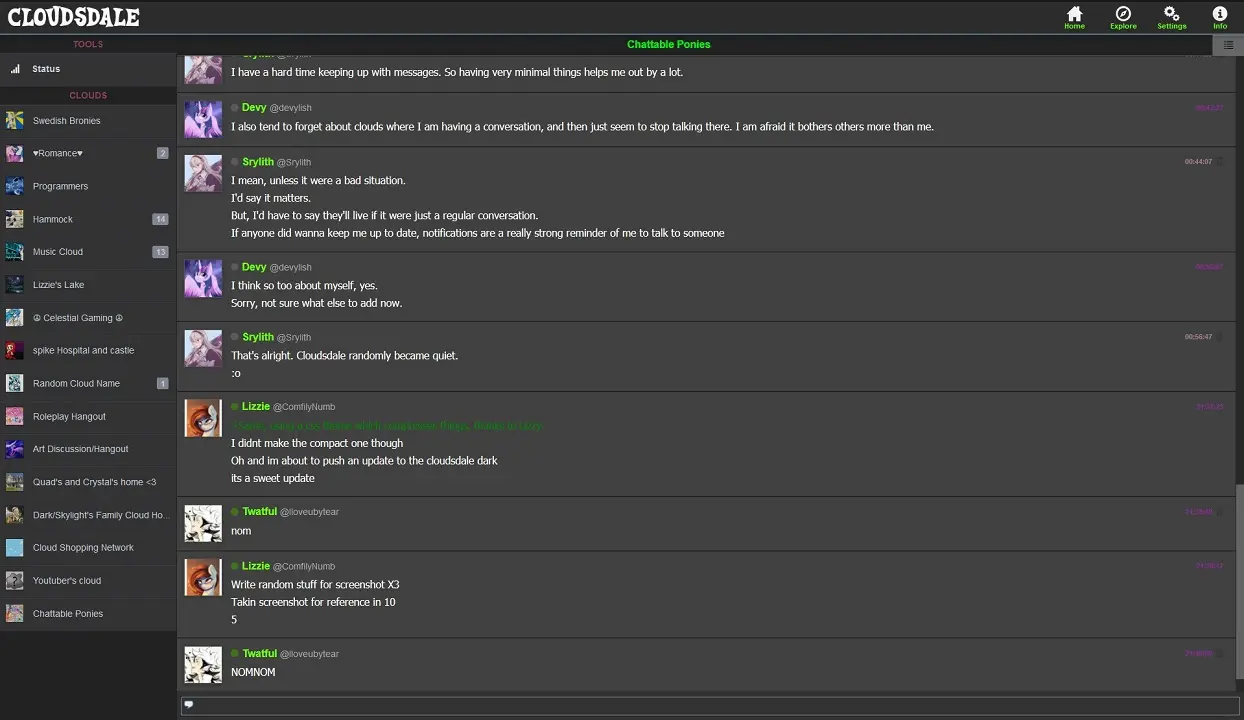 CLOUDSDALE
Home
Explore
Settings
Info
TOOLS
Status
CLOUDS
Swedish Bronies
♥Romance♥
2
Programmers
Hammock
14
Music Cloud
13
Lizzie's Lake
☮ Celestial Gaming ☮
spike Hospital and castle
Random Cloud Name
1
Roleplay Hangout
Art Discussion/Hangout
Quad's and Crystal's home <3
Dark/Skylight's Family Cloud Ho...
Cloud Shopping Network
Youtuber's cloud
Chattable Ponies
Chattable Ponies
I have a hard time keeping up with messages. So having very minimal things helps me out by a lot.
Devy @devylish
I also tend to forget about clouds where I am having a conversation, and then just seem to stop talking there. I am afraid it bothers others more than me.
Srylith @Srylith
00:44:07
I mean, unless it were a bad situation.
I'd say it matters.
But, I'd have to say they'll live if it were just a regular conversation.
If anyone did wanna keep me up to date, notifications are a really strong reminder of me to talk to someone
Devy @devylish
I think so too about myself, yes.
Sorry, not sure what else to add now.
Srylith @Srylith
00:56:47
That's alright. Cloudsdale randomly became quiet.
:o
Lizzie @ComfilyNumb
I didnt make the compact one though
Oh and im about to push an update to the cloudsdale dark
its a sweet update
Twatful @iloveubytear
nom
Lizzie @ComfilyNumb
Write random stuff for screenshot X3
Takin screenshot for reference in 10
5
Twatful @iloveubytear
NOMNOM